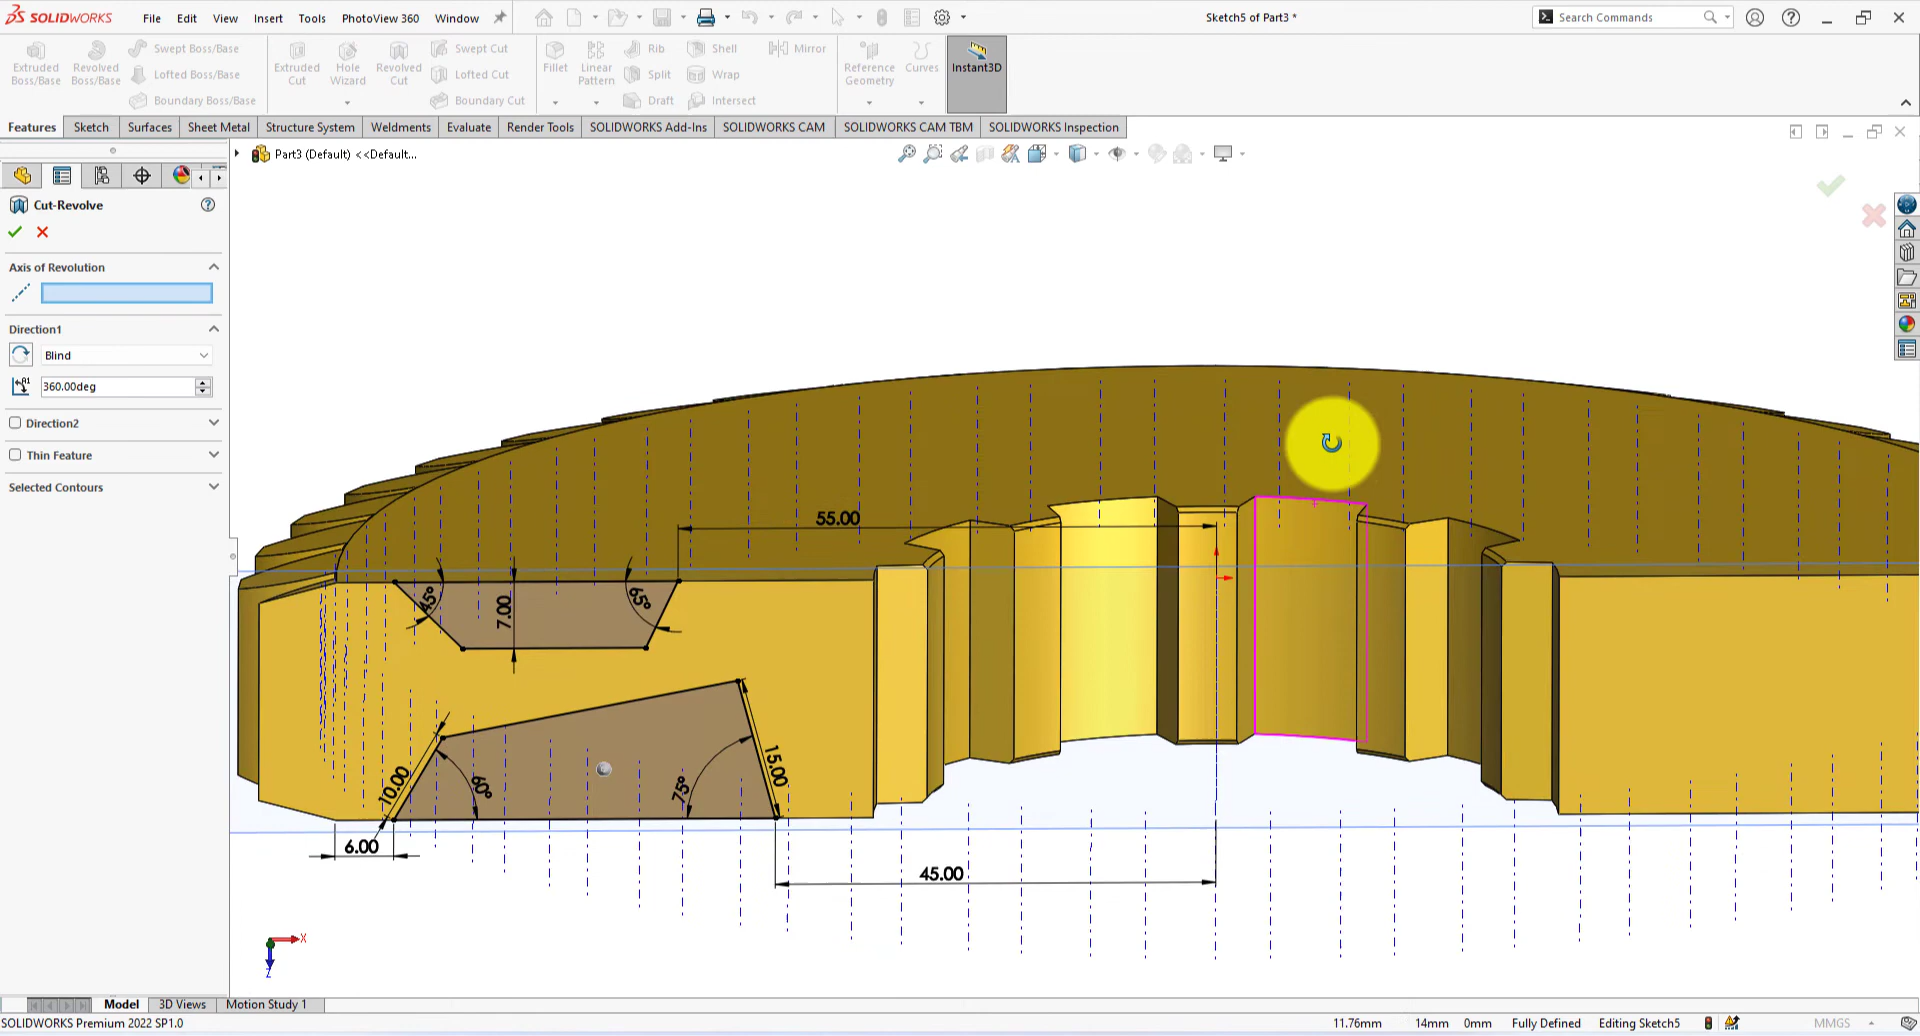 SOLIDWORKS File Edit View Insert Tools PhotoView 360 Window Sketch5 of Part3 * Search Commands
Extruded Boss/Base Revolved Boss/Base Swept Boss/Base Lofted Boss/Base Boundary Boss/Base
Extruded Cut Hole Wizard Revolved Cut Swept Cut Lofted Cut Boundary Cut
Fillet Linear Pattern Rib Split Draft Shell Wrap Intersect Mirror
Reference Geometry Curves Instant3D
Features Sketch Surfaces Sheet Metal Structure System Weldments Evaluate Render Tools SOLIDWORKS Add-Ins SOLIDWORKS CAM SOLIDWORKS CAM TBM SOLIDWORKS Inspection
Part3 (Default) <<Default...
Cut-Revolve
Axis of Revolution
Direction1
Blind
360.00deg
Direction2
Thin Feature
Selected Contours
55.00
45°
7.00
65°
10.00
60°
75°
15.00
6.00
45.00
X
Z
Model 3D Views Motion Study 1
SOLIDWORKS Premium 2022 SP1.0 11.76mm 14mm 0mm Fully Defined Editing Sketch5 MMGS